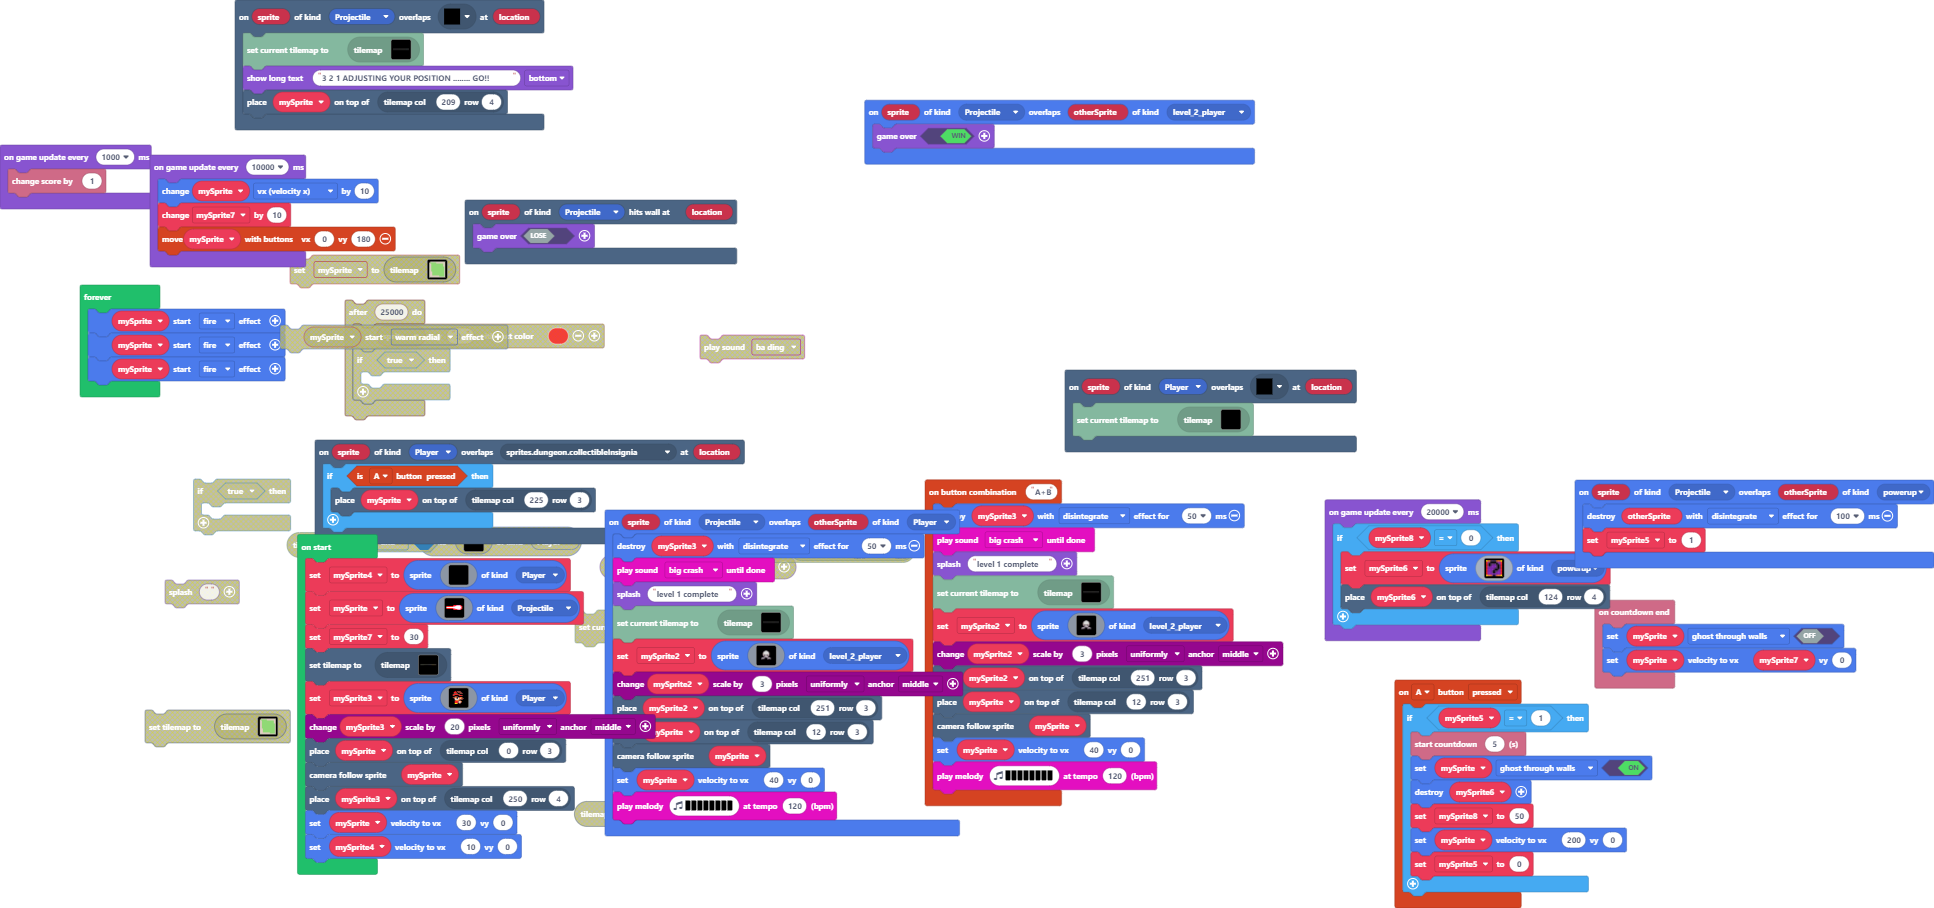 on sprite of kind Projectile overlaps at location
set current tilemap to tilemap
show long text "3 2 1 ADJUSTING YOUR POSITION ........ GO!!" bottom
place mySprite on top of tilemap col 209 row 4
on sprite of kind Projectile overlaps otherSprite of kind level_2_player
game over WIN
on game update every 1000 ms
change score by 1
on game update every 10000 ms
change mySprite vx (velocity x) by 10
change mySprite7 by 10
move mySprite with buttons vx 0 vy 180
on sprite of kind Projectile hits wall at location
game over LOSE
set mySprite to tilemap
forever
mySprite start fire effect
mySprite start fire effect
mySprite start fire effect
after 25000 do
mySprite start warm radial effect
t color
if true then
play sound ba ding
on sprite of kind Player overlaps at location
set current tilemap to tilemap
on sprite of kind Player overlaps sprites.dungeon.collectibleInsignia at location
if is A button pressed then
place mySprite on top of tilemap col 225 row 3
if true then
splash " "
set tilemap to tilemap
on start
set mySprite4 to sprite of kind Player
set mySprite to sprite of kind Projectile
set mySprite7 to 30
set tilemap to tilemap
set mySprite3 to sprite of kind Player
change mySprite3 scale by 20 pixels uniformly anchor middle
place mySprite on top of tilemap col 0 row 3
camera follow sprite mySprite
place mySprite3 on top of tilemap col 250 row 4
set mySprite velocity to vx 30 vy 0
set mySprite4 velocity to vx 10 vy 0
set cur
tilema
on sprite of kind Projectile overlaps otherSprite of kind Player
destroy mySprite3 with disintegrate effect for 50 ms
play sound big crash until done
splash "level 1 complete"
set current tilemap to tilemap
set mySprite2 to sprite of kind level_2_player
change mySprite2 scale by 3 pixels uniformly anchor middle
place mySprite2 on top of tilemap col 251 row 3
mySprite on top of tilemap col 12 row 3
camera follow sprite mySprite
set mySprite velocity to vx 40 vy 0
play melody at tempo 120 (bpm)
on button combination "A+B"
y mySprite3 with disintegrate effect for 50 ms
play sound big crash until done
splash "level 1 complete"
set current tilemap to tilemap
set mySprite2 to sprite of kind level_2_player
change mySprite2 scale by 3 pixels uniformly anchor middle
mySprite2 on top of tilemap col 251 row 3
place mySprite on top of tilemap col 12 row 3
camera follow sprite mySprite
set mySprite velocity to vx 40 vy 0
play melody at tempo 120 (bpm)
on game update every 20000 ms
if mySprite8 = 0 then
set mySprite6 to sprite of kind powerup
place mySprite6 on top of tilemap col 124 row 4
on sprite of kind Projectile overlaps otherSprite of kind powerup
destroy otherSprite with disintegrate effect for 100 ms
set mySprite5 to 1
on countdown end
set mySprite ghost through walls OFF
set mySprite velocity to vx mySprite7 vy 0
on A button pressed
if mySprite5 = 1 then
start countdown 5 (s)
set mySprite ghost through walls ON
destroy mySprite6
set mySprite8 to 50
set mySprite velocity to vx 200 vy 0
set mySprite5 to 0